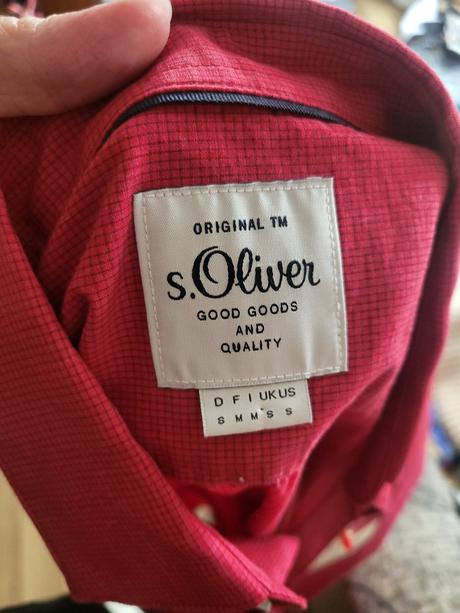 ORIGINAL TM
s.Oliver
GOOD GOODS
AND
QUALITY
D F I UK US
S M M S S